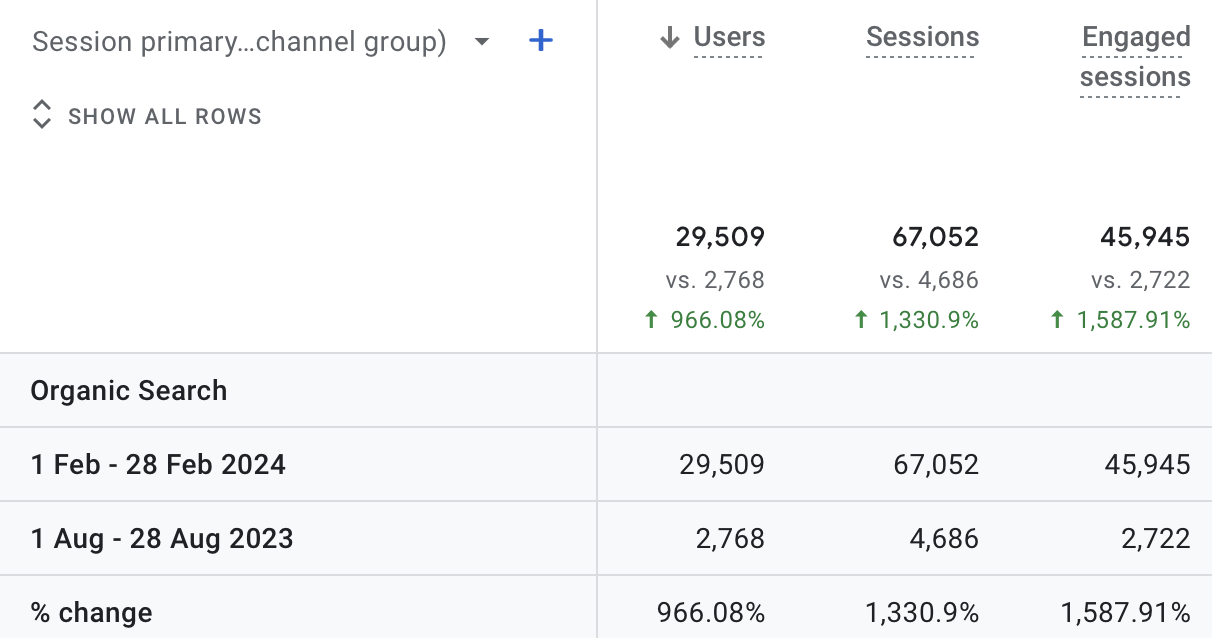 Session primary…channel group)
+
↓ Users
Sessions
Engaged
sessions
SHOW ALL ROWS
29,509
67,052
45,945
vs. 2,768
vs. 4,686
vs. 2,722
↑ 966.08%
↑ 1,330.9%
↑ 1,587.91%
Organic Search
1 Feb - 28 Feb 2024 29,509 67,052 45,945
1 Aug - 28 Aug 2023 2,768 4,686 2,722
% change 966.08% 1,330.9% 1,587.91%